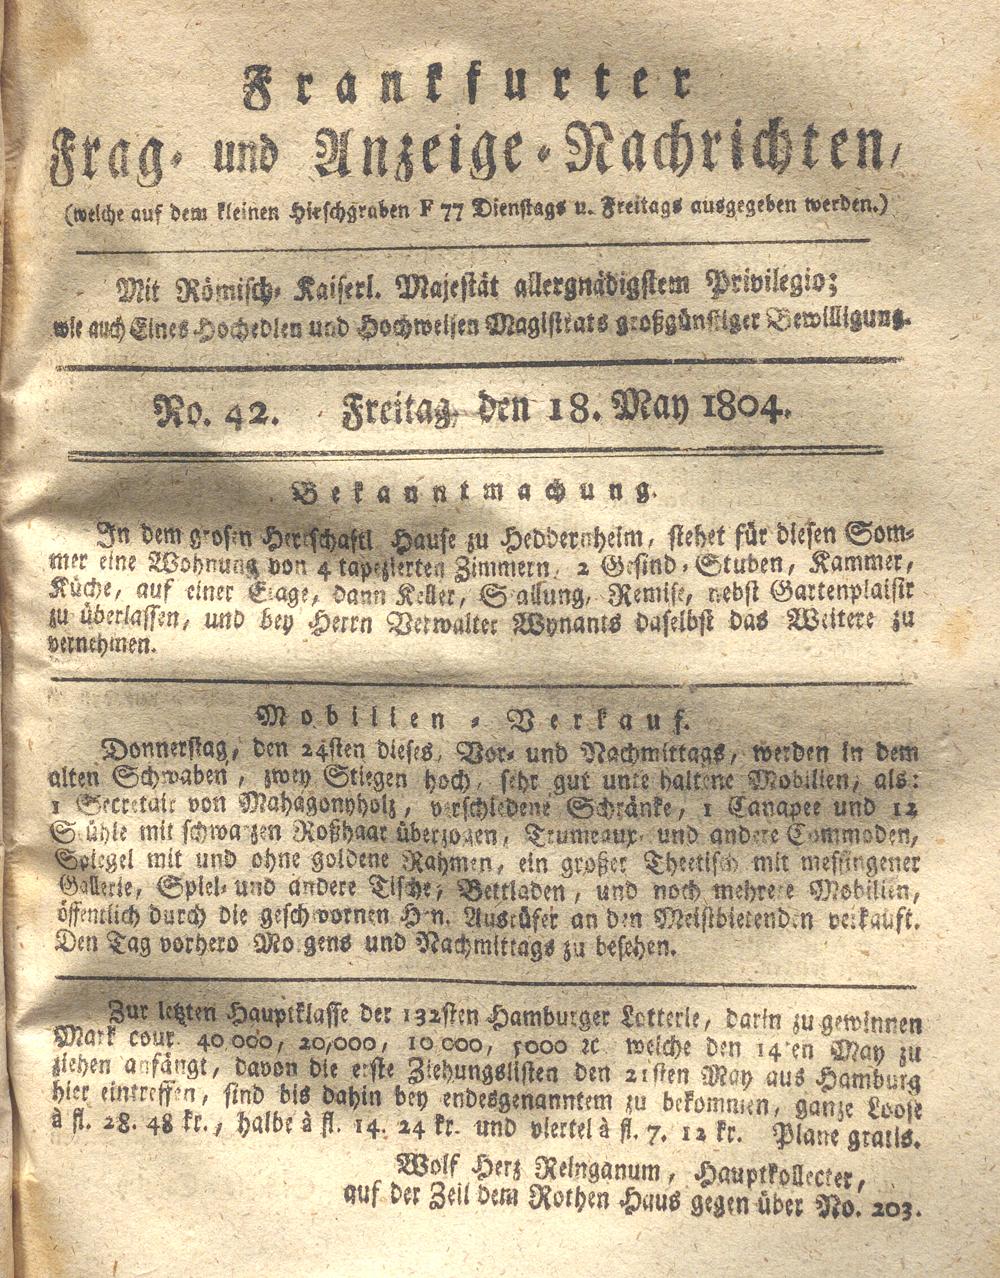 Frankfurter
Frag- und Anzeige-Nachrichten,
(welche auf dem kleinen Hirschgraben F 77 Dienstags u. Freitags ausgegeben werden.)
Mit Römisch- Kaiserl. Majestät allergnädigstem Privilegio;
wie auch Eines Hochedlen und Hochweisen Magistrats großgünstiger Bewilligung.
No. 42. Freitag, den 18. May 1804.
Bekanntmachung.
In dem grosen Herrschaftl Hause zu Heddernheim, stehet für diesen Som-
mer eine Wohnung von 4 tapezierten Zimmern, 2 Gesind-Stuben, Kammer,
Küche, auf einer Etage, dann Keller, Stallung, Remise, nebst Gartenplaisir
zu überlassen, und bey Herrn Verwalter Wynants daselbst das Weitere zu
vernehmen.
Mobilien-Verkauf.
Donnerstag, den 24sten dieses, Vor- und Nachmittags, werden in dem
alten Schwaben, zwey Stiegen hoch, sehr gut unterhaltene Mobilien, als:
1 Secretair von Mahagonyholz, verschiedene Schränke, 1 Canapee und 12
Stühle mit schwarzen Roßhaar überzogen, Trumeaux- und andere Commoden,
Spiegel mit und ohne goldene Rahmen, ein großer Theetisch mit messingener
Gallerie, Spiel- und andere Tische, Bettladen, und noch mehrere Mobilien,
öffentlich durch die geschwornen Hrn. Ausrüfer an den Meistbietenden verkauft.
Den Tag vorhero Morgens und Nachmittags zu besehen.
Zur letzten Hauptklasse der 132sten Hamburger Lotterie, darin zu gewinnen
Mark cour. 40 000, 20,000, 10 000, 5000 ꝛc welche den 14ten May zu
ziehen anfängt, davon die erste Ziehungslisten den 21sten May aus Hamburg
hier eintreffen, sind bis dahin bey endesgenanntem zu bekommen, ganze Loose
à fl. 28. 48 kr., halbe à fl. 14. 24 kr. und viertel à fl. 7. 12 kr. Plane gratis.
Wolf Herz Reinganum, Hauptkollecter,
auf der Zeil dem Rothen Haus gegen über No. 203.